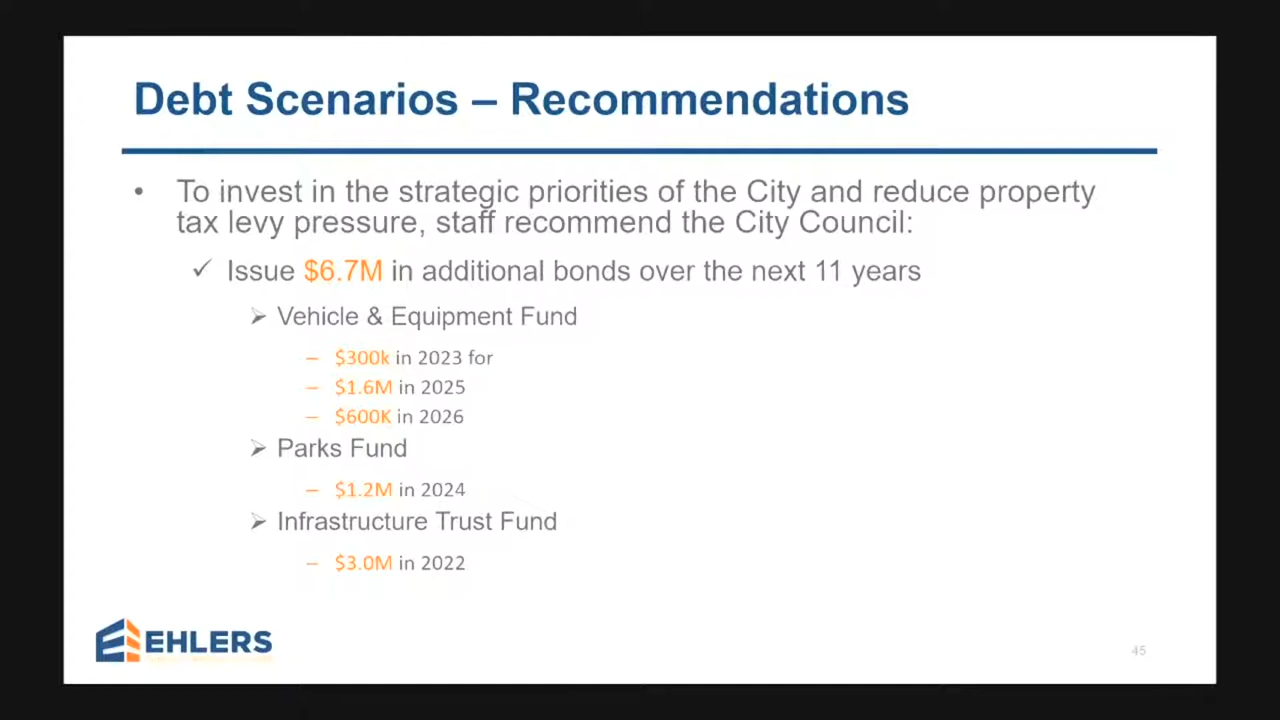 Debt Scenarios – Recommendations
• To invest in the strategic priorities of the City and reduce property
tax levy pressure, staff recommend the City Council:
✓ Issue $6.7M in additional bonds over the next 11 years
➢ Vehicle & Equipment Fund
– $300k in 2023 for
– $1.6M in 2025
– $600K in 2026
➢ Parks Fund
– $1.2M in 2024
➢ Infrastructure Trust Fund
– $3.0M in 2022
EHLERS
45